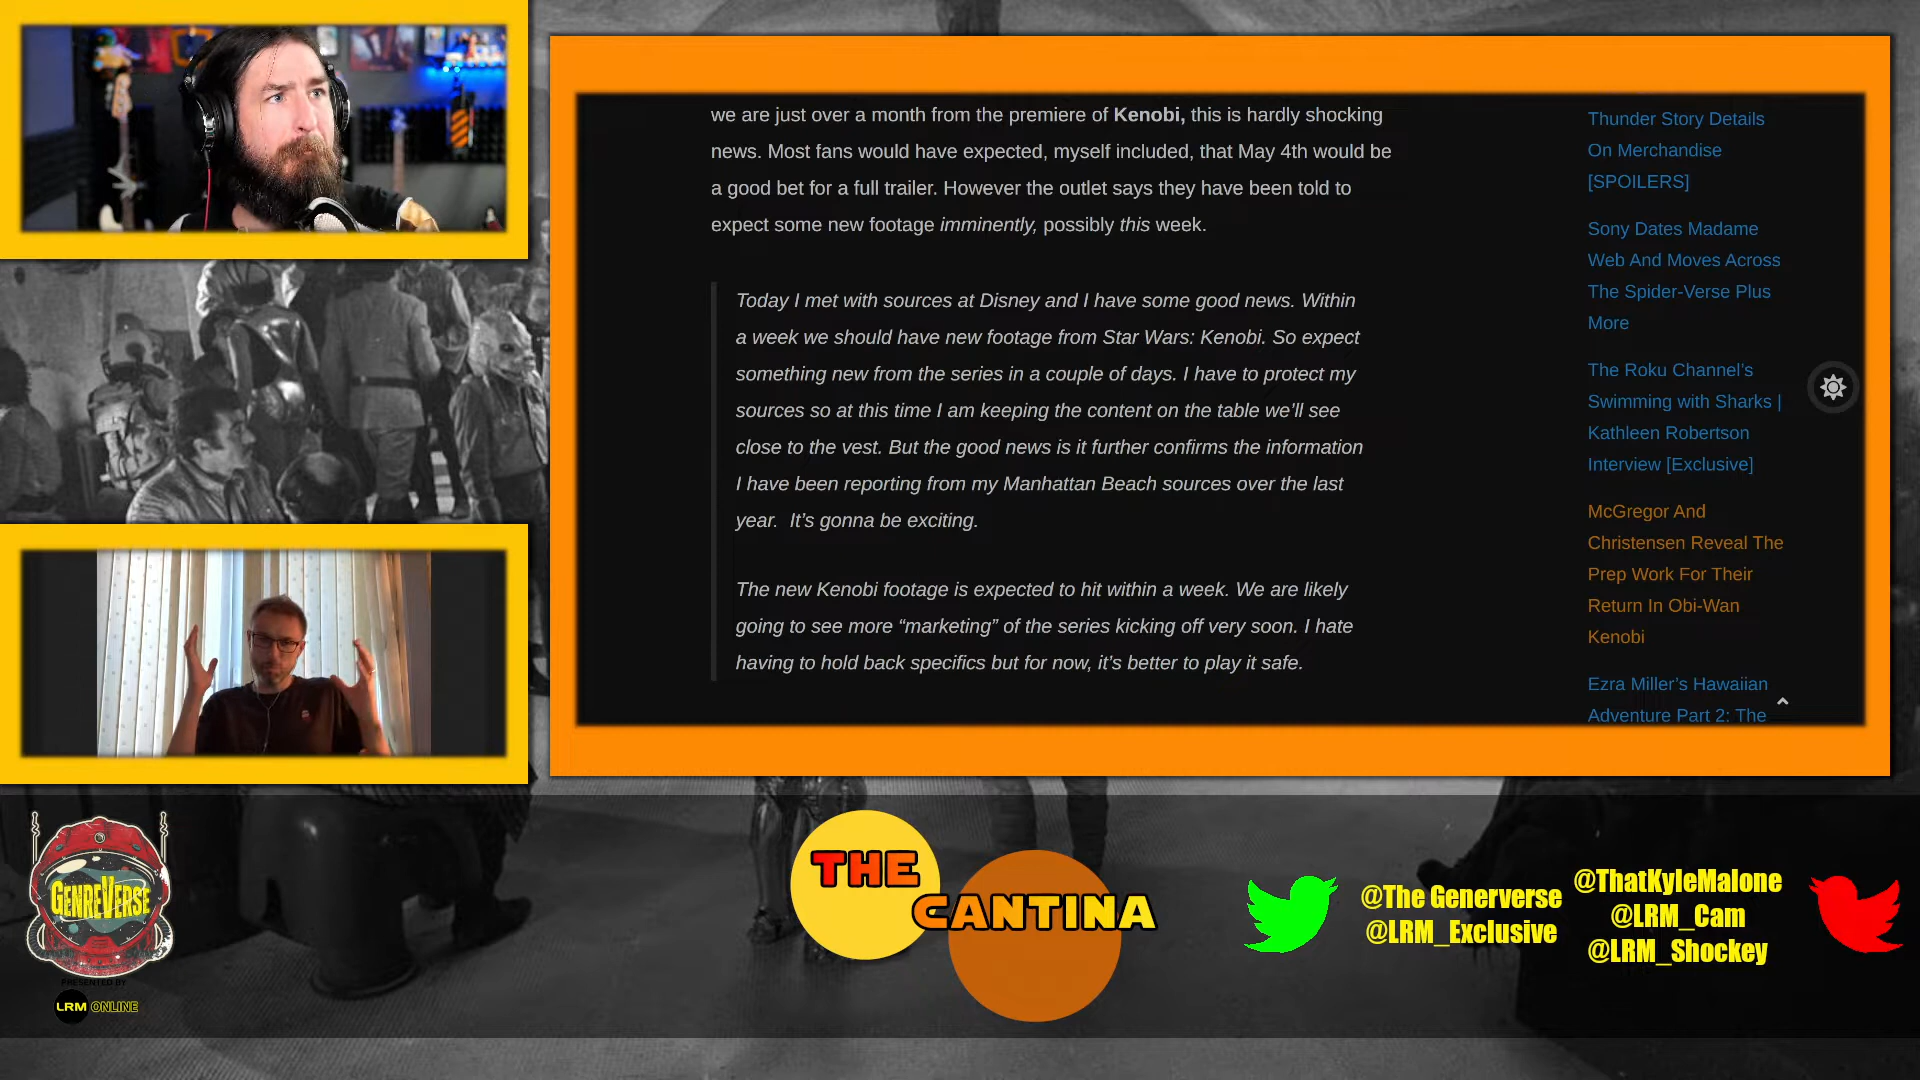 we are just over a month from the premiere of Kenobi, this is hardly shocking
news. Most fans would have expected, myself included, that May 4th would be
a good bet for a full trailer. However the outlet says they have been told to
expect some new footage imminently, possibly this week.
Today I met with sources at Disney and I have some good news. Within
a week we should have new footage from Star Wars: Kenobi. So expect
something new from the series in a couple of days. I have to protect my
sources so at this time I am keeping the content on the table we’ll see
close to the vest. But the good news is it further confirms the information
I have been reporting from my Manhattan Beach sources over the last
year.  It’s gonna be exciting.
The new Kenobi footage is expected to hit within a week. We are likely
going to see more “marketing” of the series kicking off very soon. I hate
having to hold back specifics but for now, it’s better to play it safe.
Thunder Story Details
On Merchandise
[SPOILERS]
Sony Dates Madame
Web And Moves Across
The Spider-Verse Plus
More
The Roku Channel’s
Swimming with Sharks |
Kathleen Robertson
Interview [Exclusive]
McGregor And
Christensen Reveal The
Prep Work For Their
Return In Obi-Wan
Kenobi
Ezra Miller’s Hawaiian
Adventure Part 2: The
GENREVERSE
PRESENTED BY
LRM ONLINE
THE
CANTINA
@The Generverse
@LRM_Exclusive
@ThatKyleMalone
@LRM_Cam
@LRM_Shockey